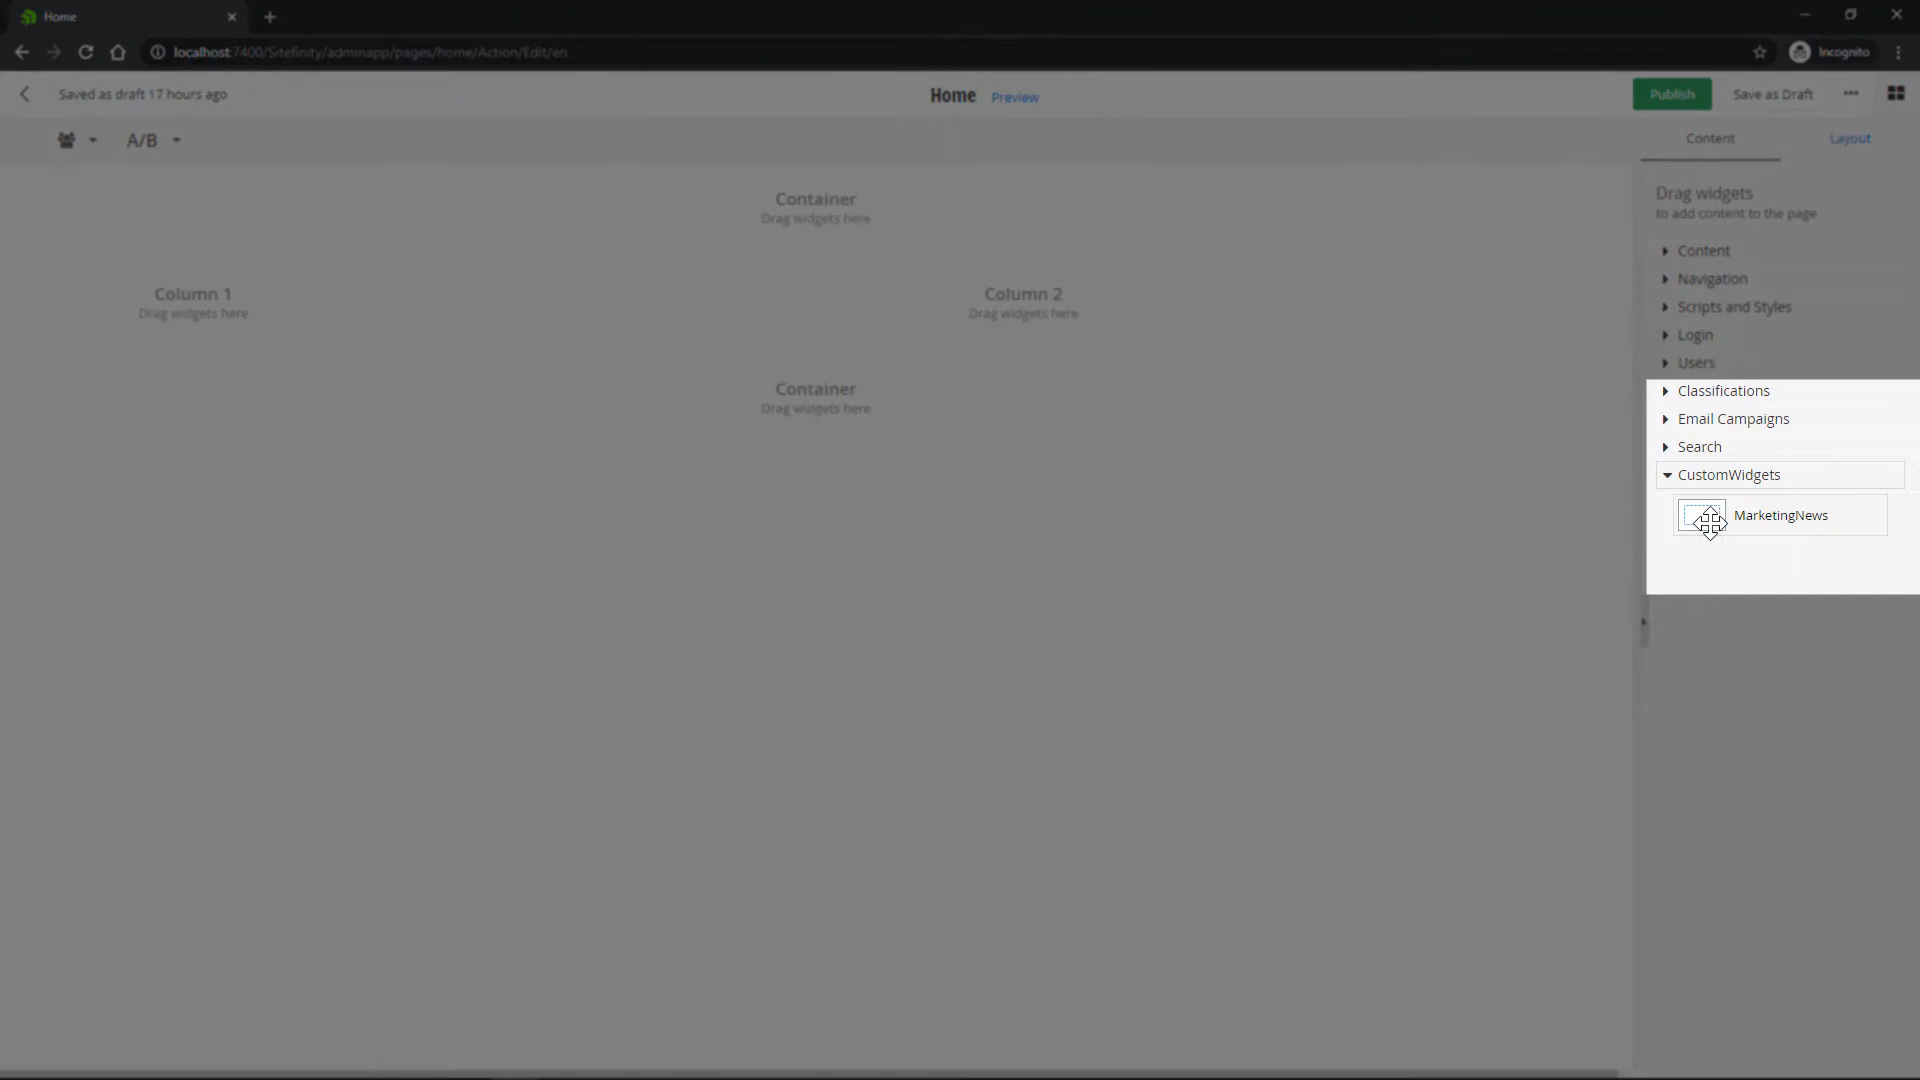 Home
localhost:7400/Sitefinity/adminapp/pages/home/Action/Edit/en
Incognito
Saved as draft 17 hours ago
Home
Preview
Publish
Save as Draft
A/B
Content
Layout
Drag widgets
to add content to the page
Container
Drag widgets here
Column 1
Drag widgets here
Column 2
Drag widgets here
Container
Drag widgets here
Content
Navigation
Scripts and Styles
Login
Users
Classifications
Email Campaigns
Search
CustomWidgets
MarketingNews